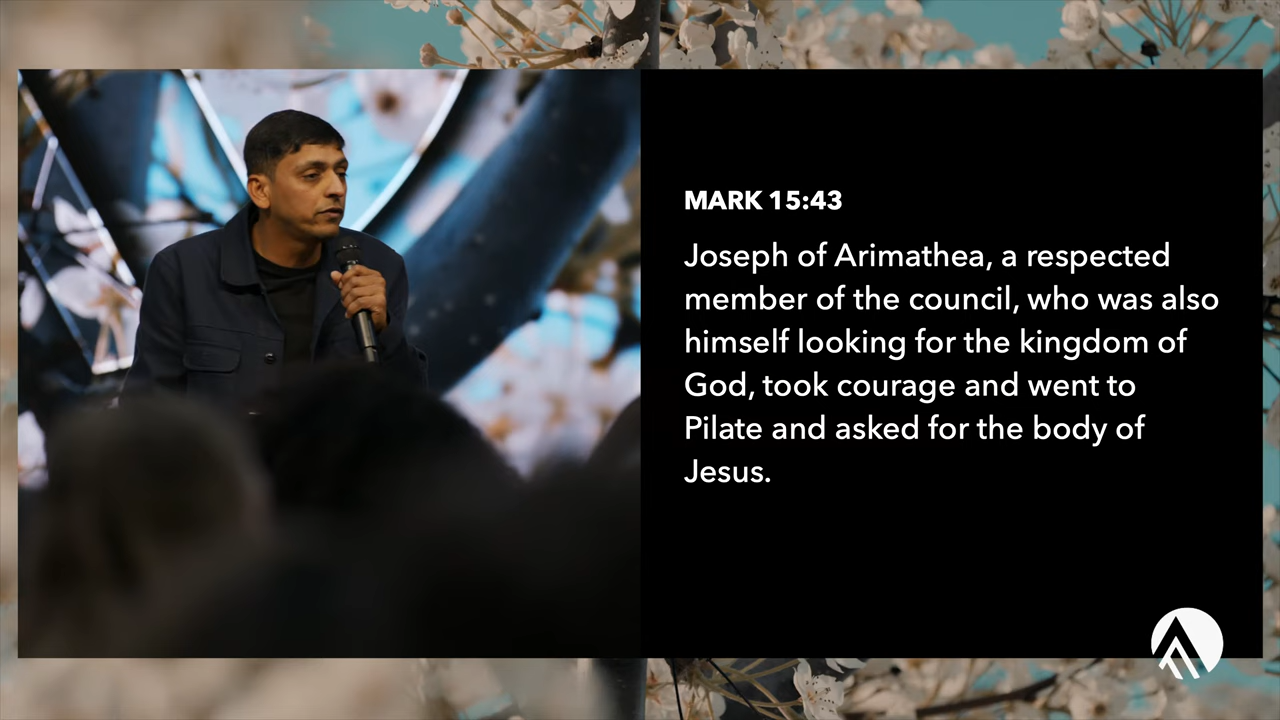 MARK 15:43
Joseph of Arimathea, a respected
member of the council, who was also
himself looking for the kingdom of
God, took courage and went to
Pilate and asked for the body of
Jesus.